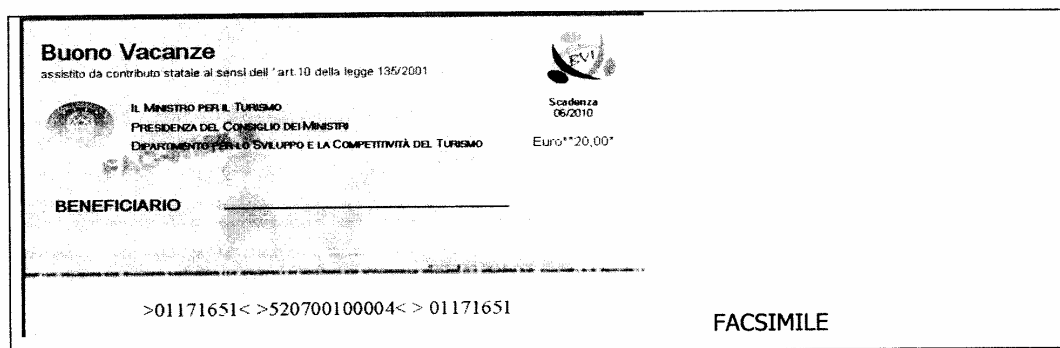 Buono Vacanze
assistito da contributo statale ai sensi dell'art.10 della legge 135/2001
EVI
Scadenza
06/2010
IL MINISTRO PER IL TURISMO
PRESIDENZA DEL CONSIGLIO DEI MINISTRI
DIPARTIMENTO PER LO SVILUPPO E LA COMPETITIVITÀ DEL TURISMO
Euro**20,00*
BENEFICIARIO
>01171651< >520700100004< > 01171651
FACSIMILE